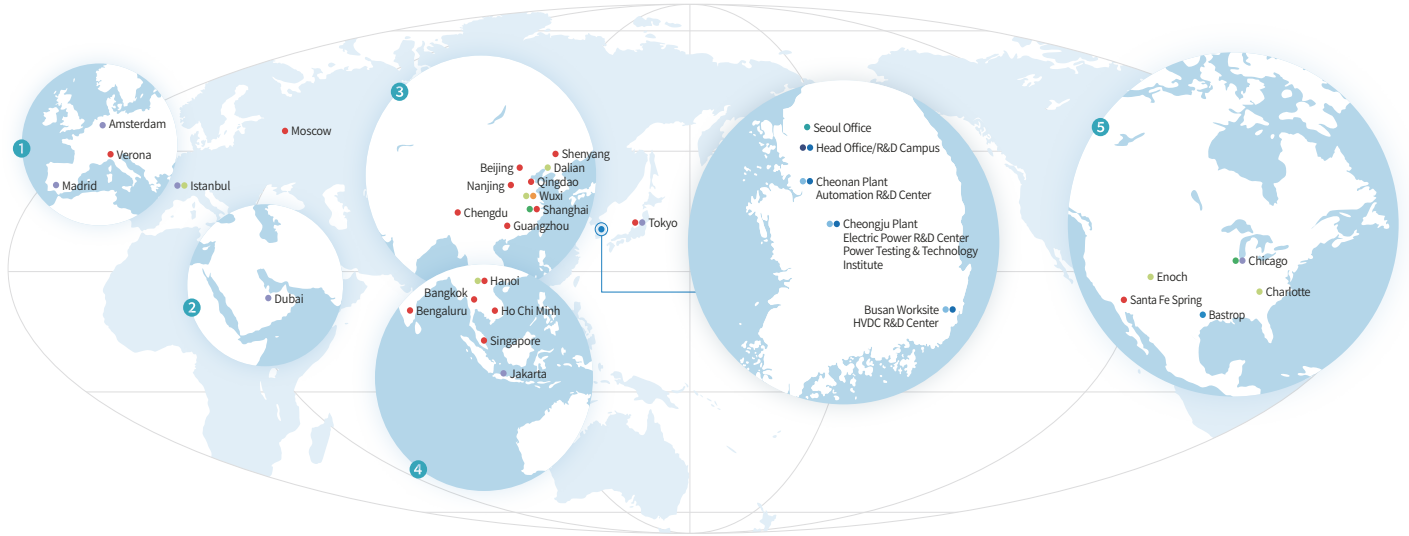 1
Amsterdam
Verona
Madrid
Istanbul
Moscow
2
Dubai
3
Shenyang
Beijing
Dalian
Qingdao
Nanjing
Wuxi
Chengdu
Shanghai
Guangzhou
Tokyo
4
Hanoi
Bangkok
Bengaluru
Ho Chi Minh
Singapore
Jakarta
Seoul Office
Head Office/R&D Campus
Cheonan Plant
Automation R&D Center
Cheongju Plant
Electric Power R&D Center
Power Testing & Technology
Institute
Busan Worksite
HVDC R&D Center
5
Chicago
Enoch
Charlotte
Santa Fe Spring
Bastrop